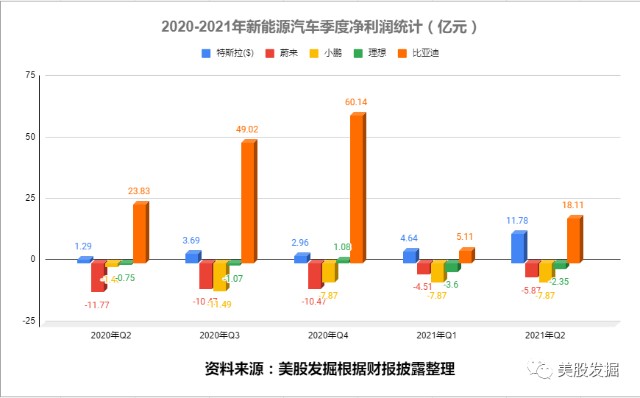 2020-2021年新能源汽车季度净利润统计（亿元）
特斯拉($) 蔚来 小鹏 理想 比亚迪
75
50
25
0
-25
1.29 -11.77 -0.75 23.83
3.69 -11.49 -1.07 49.02
2.96 -10.47 -7.87 1.08 60.14
4.64 -4.51 -7.87 -3.6 5.11
11.78 -5.87 -7.87 -2.35 18.11
2020年Q2 2020年Q3 2020年Q4 2021年Q1 2021年Q2
资料来源：美股发掘根据财报披露整理
美股发掘